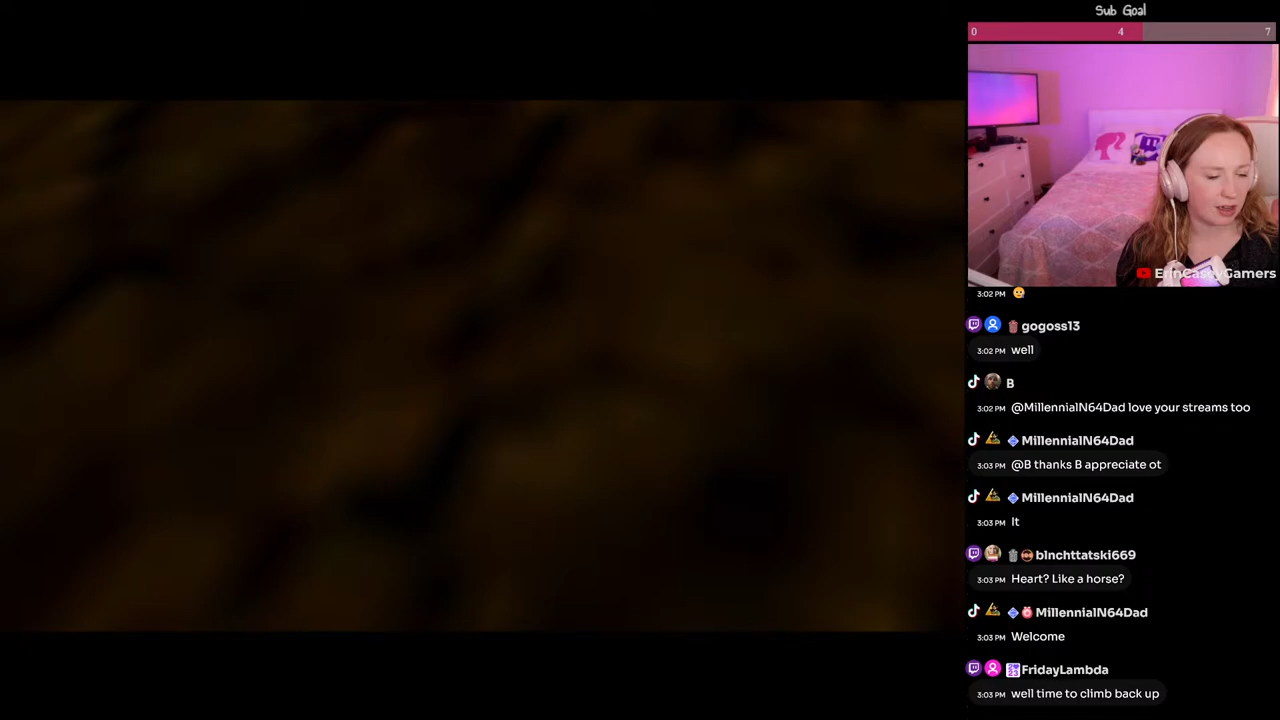 Sub Goal
0 4 7
ErinCaseyGamers
3:02 PM
gogoss13
3:02 PM well
B
3:02 PM @MillennialN64Dad love your streams too
MillennialN64Dad
3:03 PM @B thanks B appreciate ot
MillennialN64Dad
3:03 PM It
blnchttatski669
3:03 PM Heart? Like a horse?
MillennialN64Dad
3:03 PM Welcome
FridayLambda
3:03 PM well time to climb back up